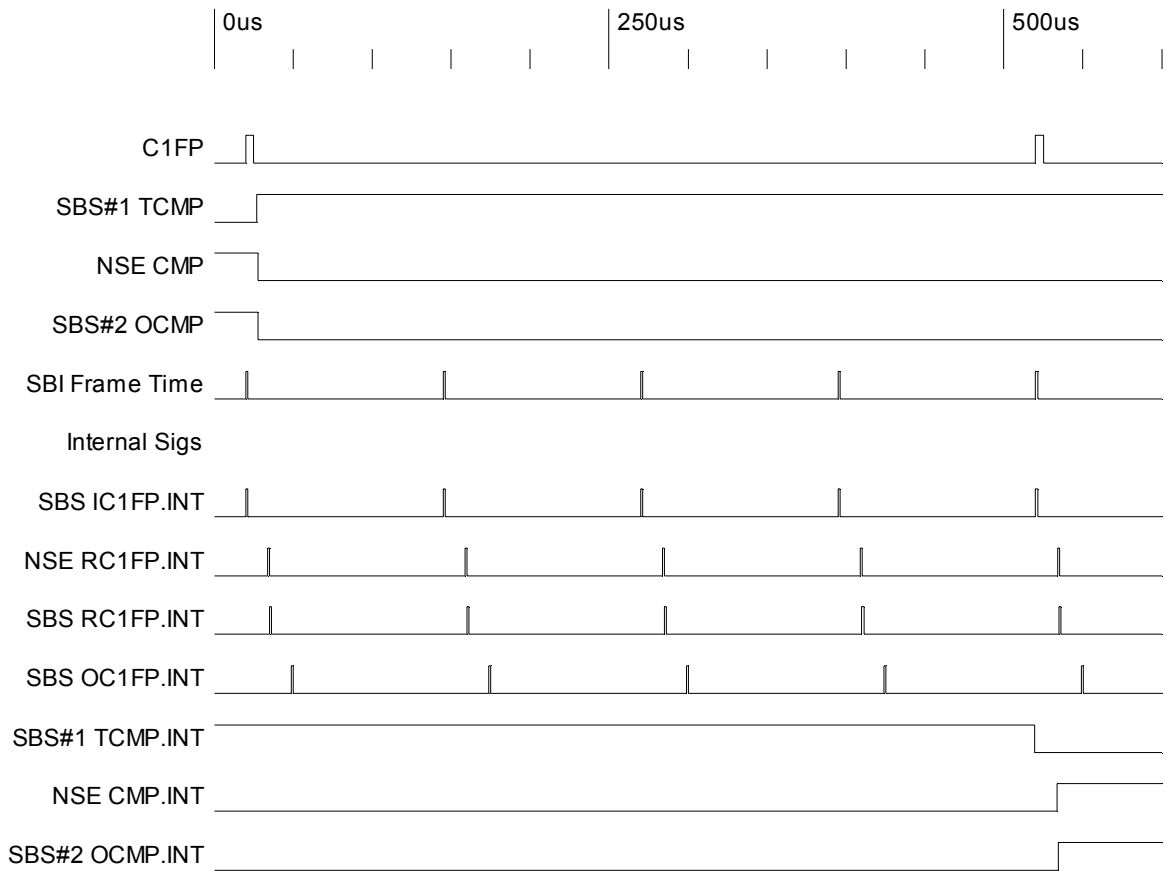 0us 250us 500us
C1FP
SBS#1 TCMP
NSE CMP
SBS#2 OCMP
SBI Frame Time
Internal Sigs
SBS IC1FP.INT
NSE RC1FP.INT
SBS RC1FP.INT
SBS OC1FP.INT
SBS#1 TCMP.INT
NSE CMP.INT
SBS#2 OCMP.INT